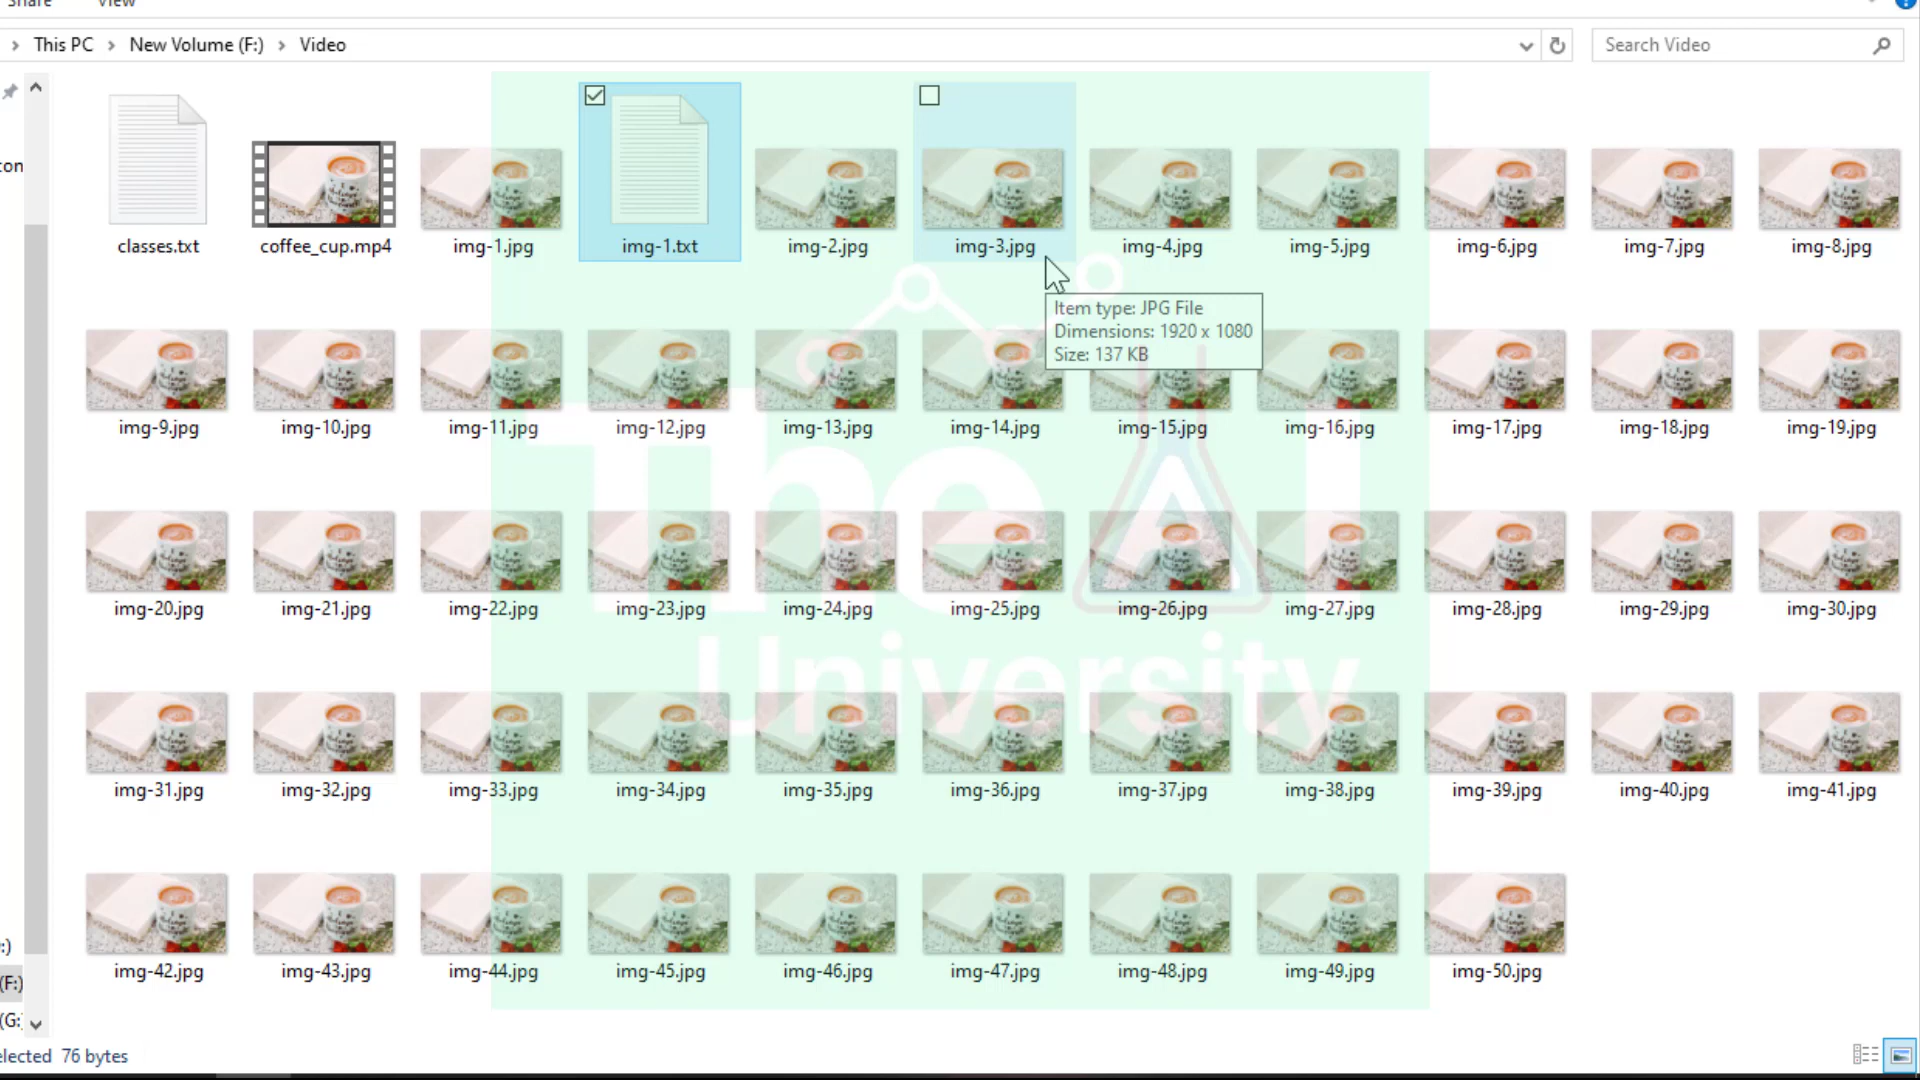 Share View
This PC > New Volume (F:) > Video
Search Video
classes.txt
coffee_cup.mp4
img-1.jpg
img-1.txt
img-2.jpg
img-3.jpg
img-4.jpg
img-5.jpg
img-6.jpg
img-7.jpg
img-8.jpg
Item type: JPG File
Dimensions: 1920 x 1080
Size: 137 KB
img-9.jpg
img-10.jpg
img-11.jpg
img-12.jpg
img-13.jpg
img-14.jpg
img-15.jpg
img-16.jpg
img-17.jpg
img-18.jpg
img-19.jpg
The AI
University
img-20.jpg
img-21.jpg
img-22.jpg
img-23.jpg
img-24.jpg
img-25.jpg
img-26.jpg
img-27.jpg
img-28.jpg
img-29.jpg
img-30.jpg
img-31.jpg
img-32.jpg
img-33.jpg
img-34.jpg
img-35.jpg
img-36.jpg
img-37.jpg
img-38.jpg
img-39.jpg
img-40.jpg
img-41.jpg
img-42.jpg
img-43.jpg
img-44.jpg
img-45.jpg
img-46.jpg
img-47.jpg
img-48.jpg
img-49.jpg
img-50.jpg
(F:)
(G:
elected 76 bytes